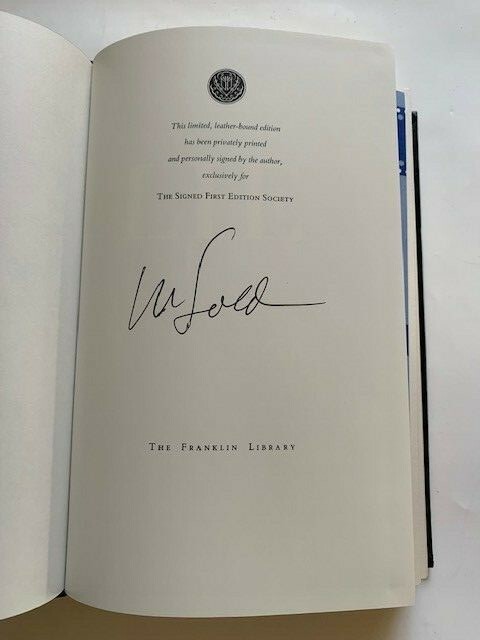 This limited, leather-bound edition
has been privately printed
and personally signed by the author,
exclusively for
THE SIGNED FIRST EDITION SOCIETY
THE FRANKLIN LIBRARY